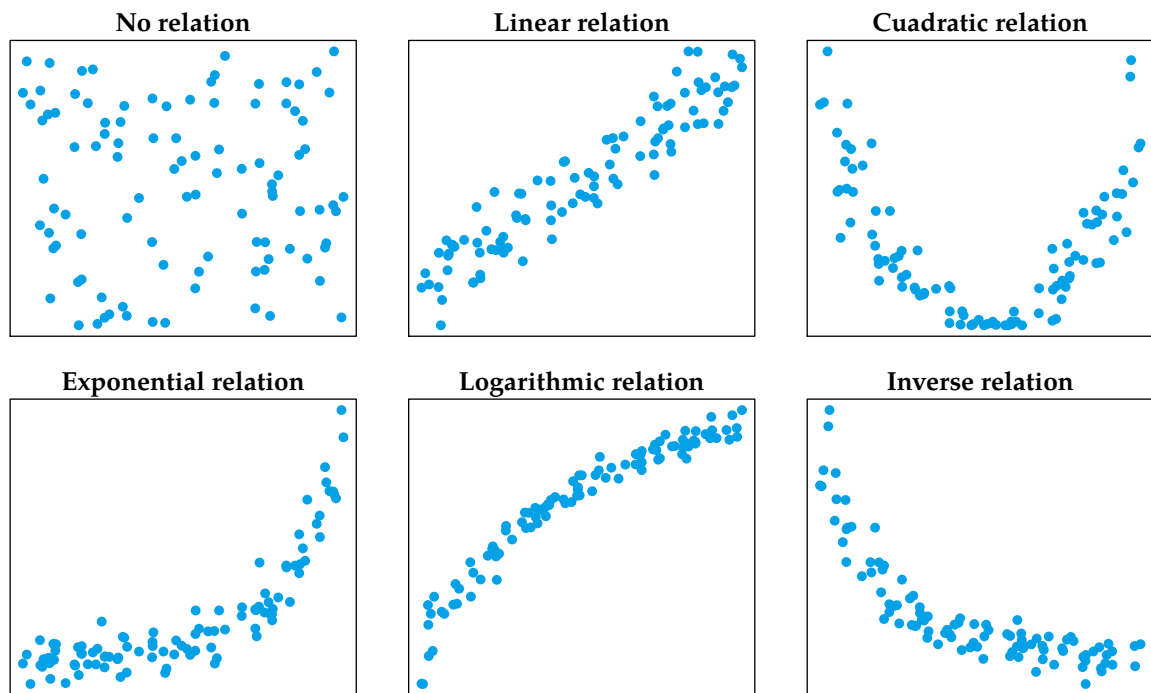 No relation
Linear relation
Cuadratic relation
Exponential relation
Logarithmic relation
Inverse relation